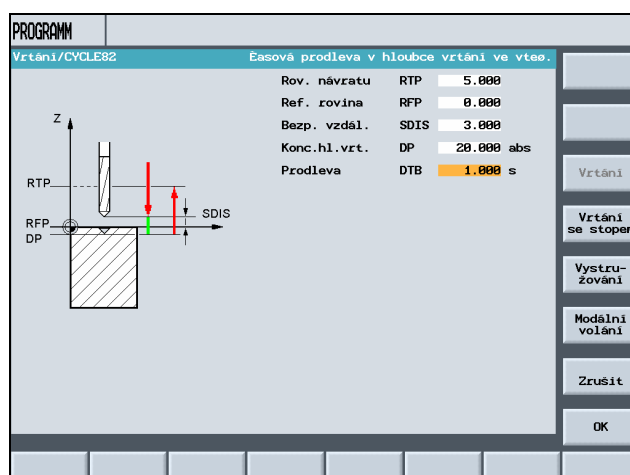 PROGRAMM
Vrtání/CYCLE82 Èasová prodleva v hloubce vrtání ve vteø.
Rov. návratu RTP 5.000
Ref. rovina RFP 0.000
Bezp. vzdál. SDIS 3.000
Konc.hl.vrt. DP 20.000 abs
Prodleva DTB 1.000 s
Z
RTP
RFP
DP
SDIS
Vrtání
Vrtání
se stopem
Vystru-
žování
Modální
volání
Zrušit
OK